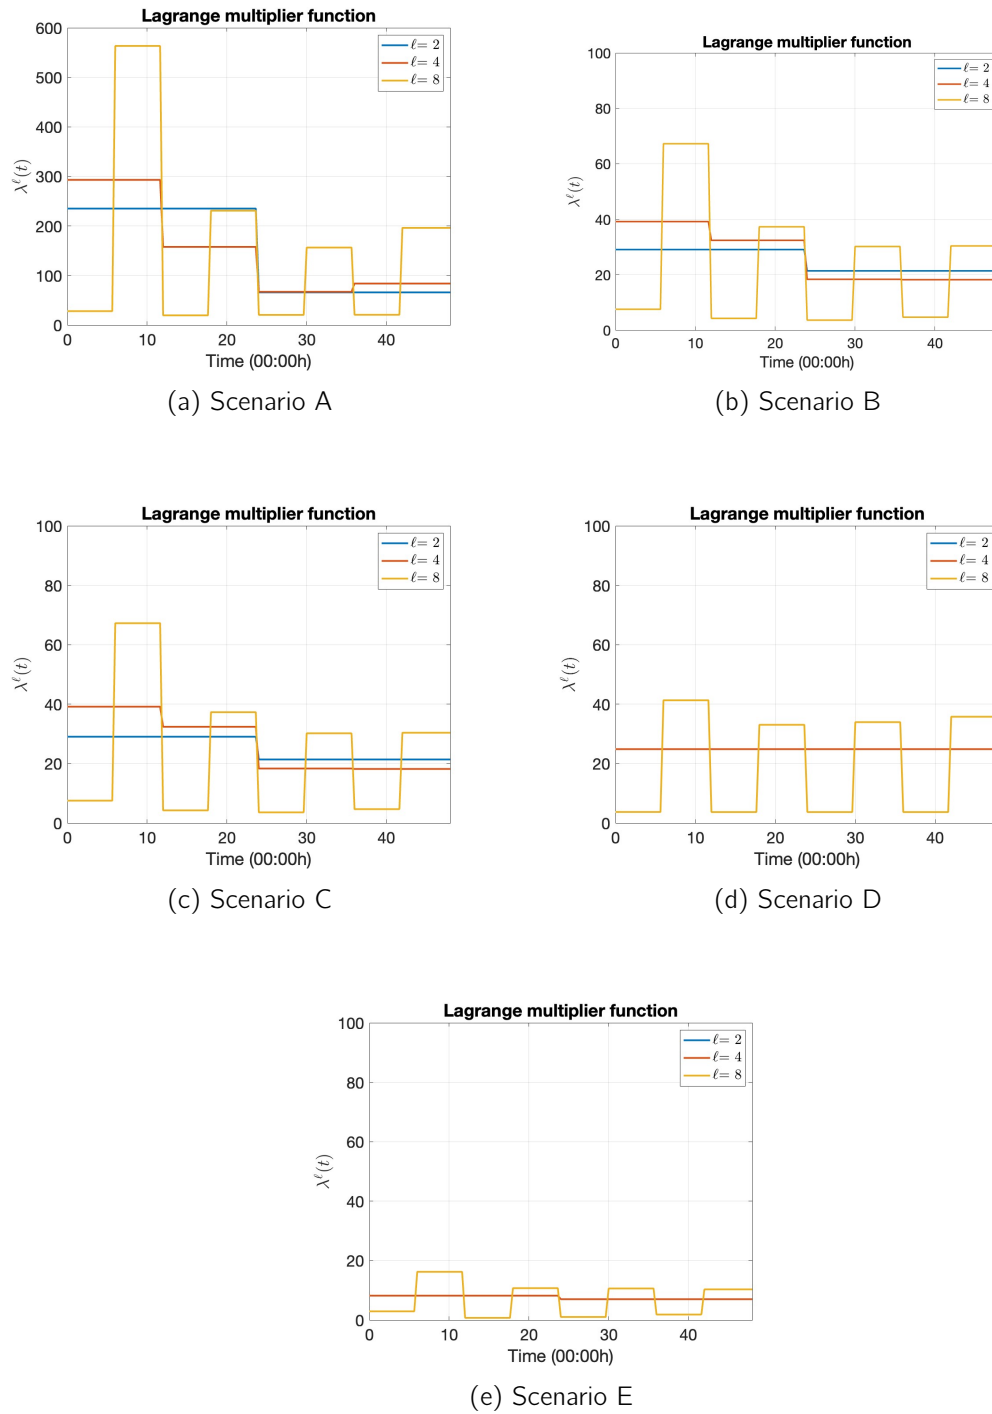 Lagrange multiplier function
600
500
400
300
200
100
0
λ^ℓ(t)
ℓ= 2
ℓ= 4
ℓ= 8
0 10 20 30 40
Time (00:00h)
(a) Scenario A
Lagrange multiplier function
100
80
60
40
20
0
λ^ℓ(t)
ℓ= 2
ℓ= 4
ℓ= 8
0 10 20 30 40
Time (00:00h)
(b) Scenario B
Lagrange multiplier function
100
80
60
40
20
0
λ^ℓ(t)
ℓ= 2
ℓ= 4
ℓ= 8
0 10 20 30 40
Time (00:00h)
(c) Scenario C
Lagrange multiplier function
100
80
60
40
20
0
λ^ℓ(t)
ℓ= 2
ℓ= 4
ℓ= 8
0 10 20 30 40
Time (00:00h)
(d) Scenario D
Lagrange multiplier function
100
80
60
40
20
0
λ^ℓ(t)
ℓ= 2
ℓ= 4
ℓ= 8
0 10 20 30 40
Time (00:00h)
(e) Scenario E